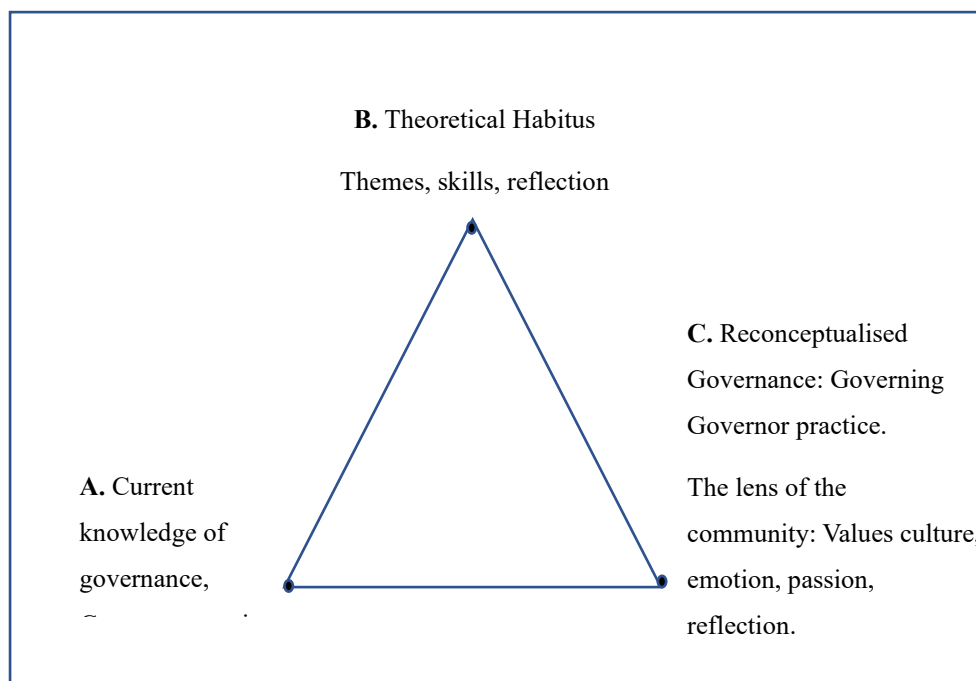 B. Theoretical Habitus
Themes, skills, reflection
C. Reconceptualised
Governance: Governing
Governor practice.
A. Current
knowledge of
governance,
The lens of the
community: Values culture,
emotion, passion,
reflection.